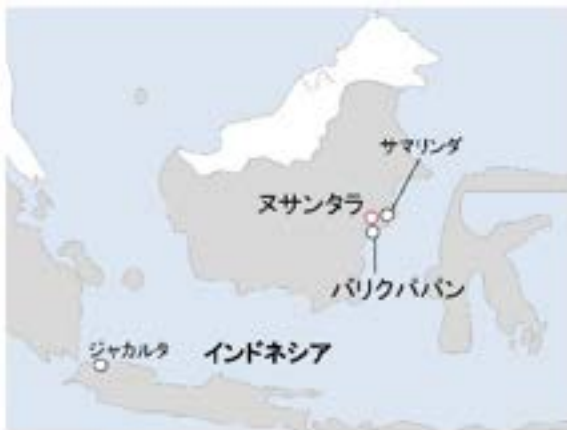 サマリンダ
ヌサンタラ
バリクパパン
ジャカルタ
インドネシア